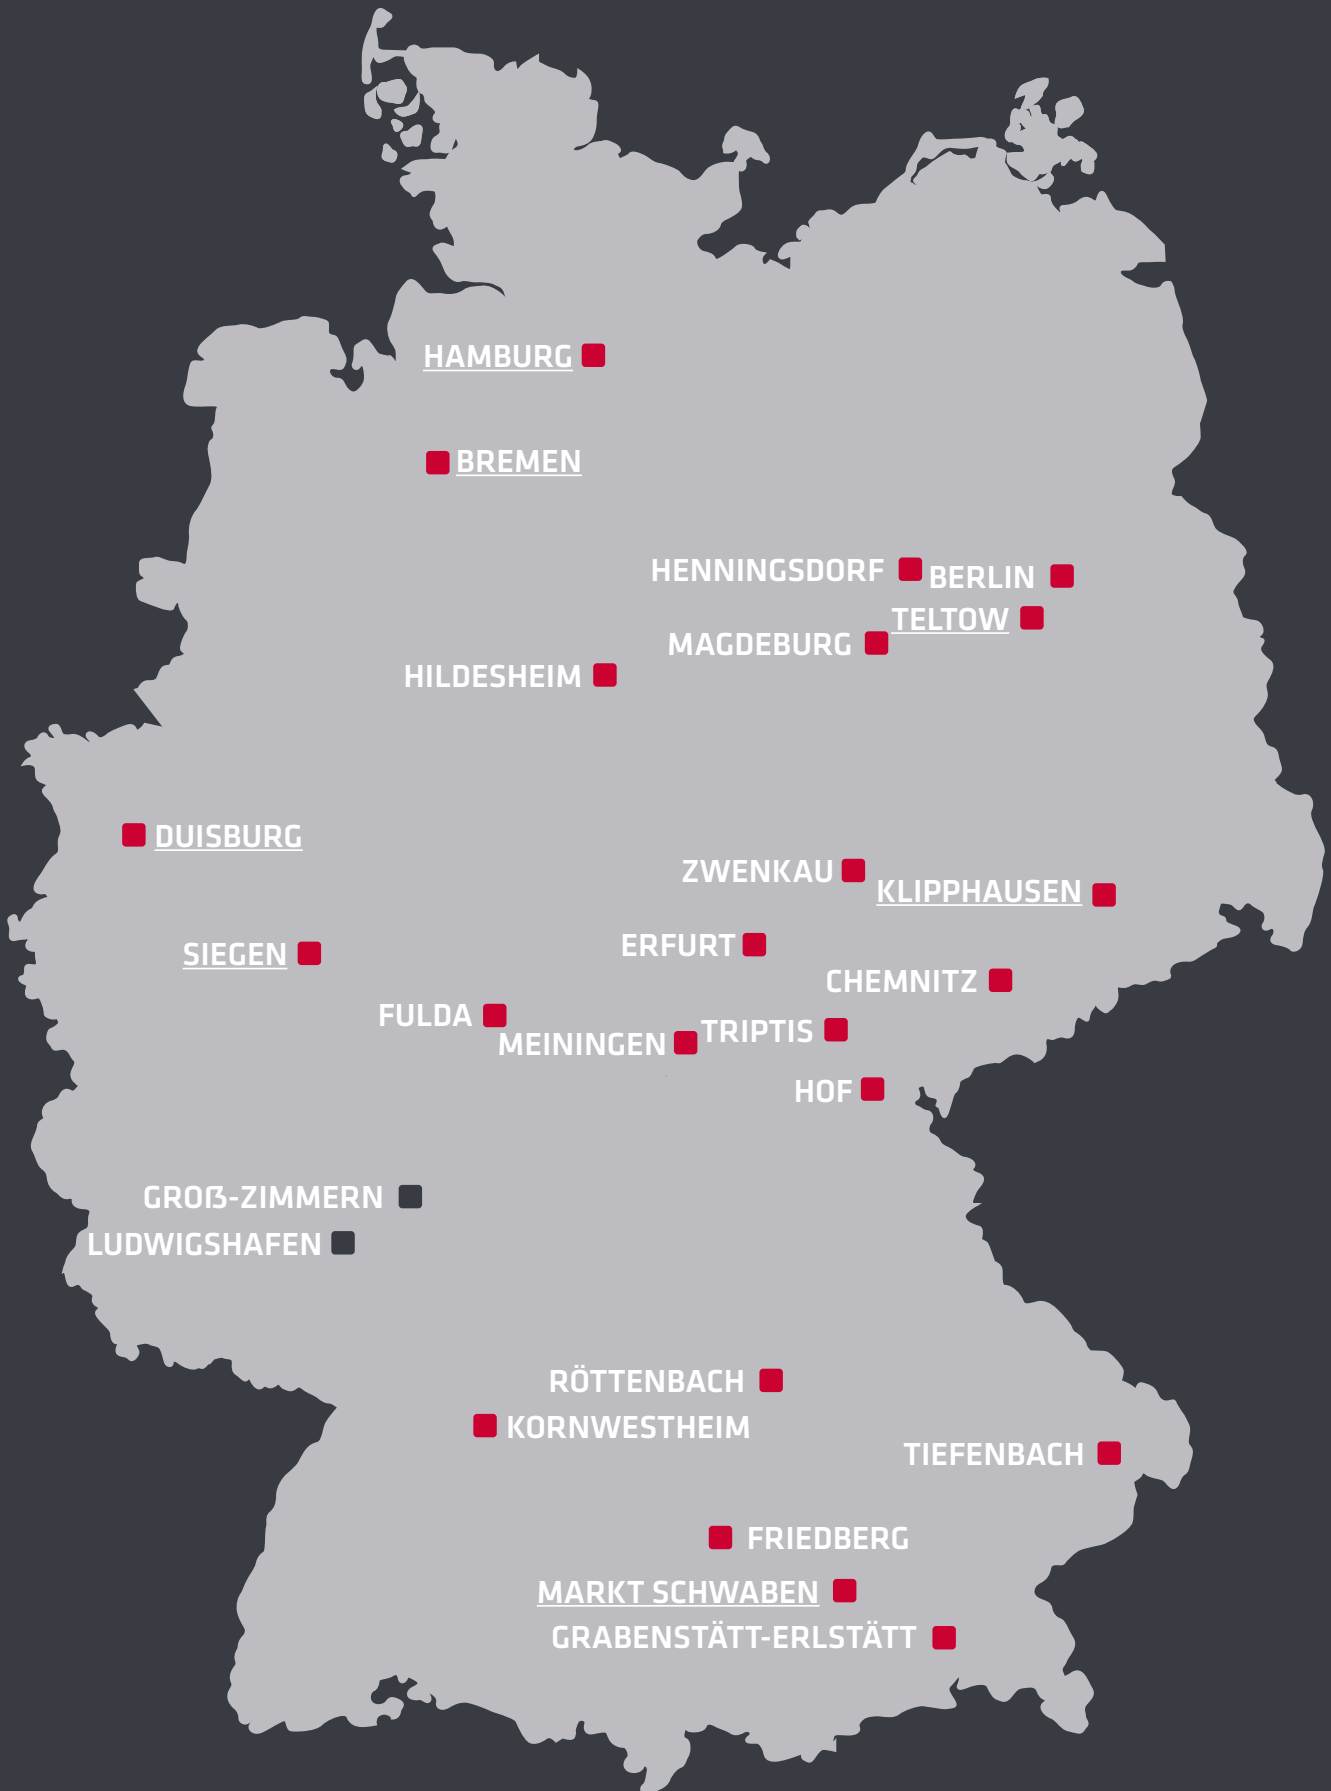 HAMBURG
BREMEN
HENNINGSDORF
BERLIN
TELTOW
MAGDEBURG
HILDESHEIM
DUISBURG
ZWENKAU
KLIPPHAUSEN
ERFURT
SIEGEN
CHEMNITZ
FULDA
TRIPTIS
MEININGEN
HOF
GROẞ-ZIMMERN
LUDWIGSHAFEN
RÖTTENBACH
KORNWESTHEIM
TIEFENBACH
FRIEDBERG
MARKT SCHWABEN
GRABENSTÄTT-ERLSTÄTT